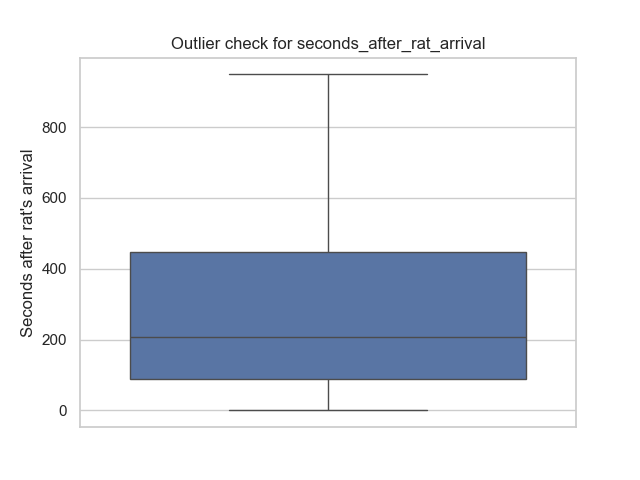 Outlier check for seconds_after_rat_arrival
Seconds after rat's arrival
800
600
400
200
0